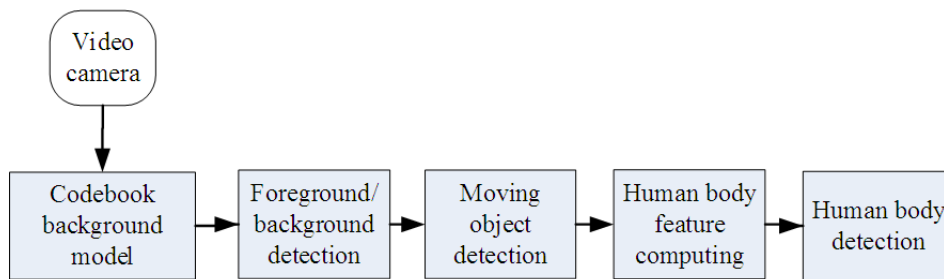 Video
camera
Codebook
background
model
Foreground/
background
detection
Moving
object
detection
Human body
feature
computing
Human body
detection